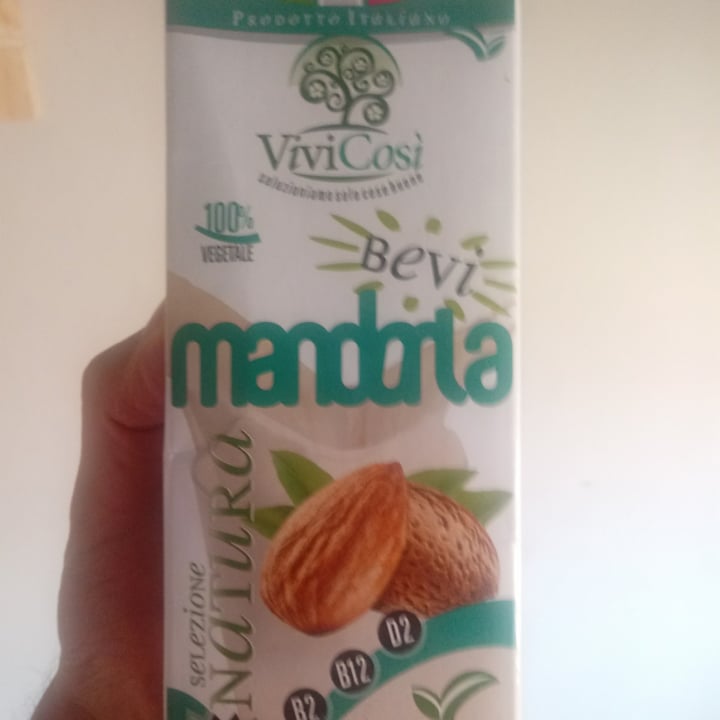 PRODOTTO ITALIANO
ViviCosì
selezioniamo solo cose buone
100%
VEGETALE
Bevi
mandorla
selezione
NaTURa
D2
B12
B2